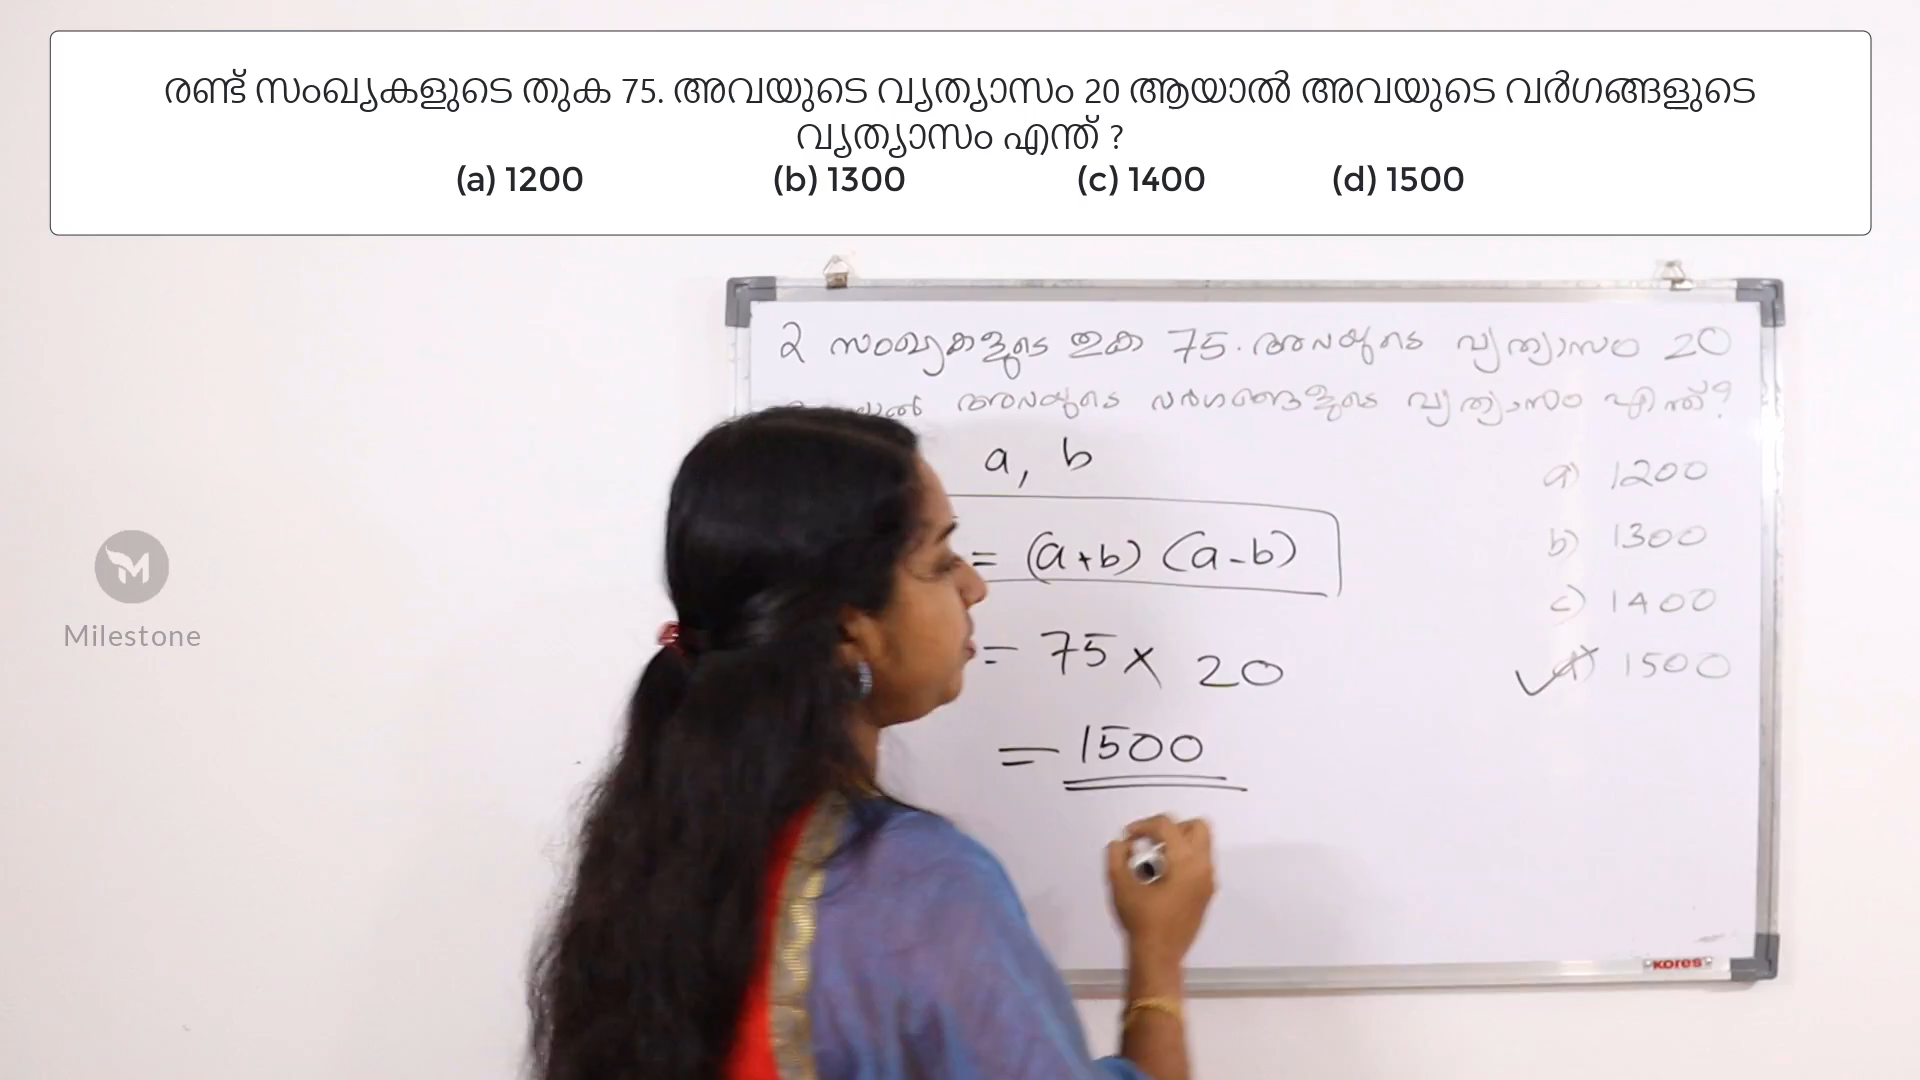 രണ്ട് സംഖ്യകളുടെ തുക 75. അവയുടെ വ്യത്യാസം 20 ആയാൽ അവയുടെ വർഗങ്ങളുടെ
വ്യത്യാസം എന്ത് ?
(a) 1200 (b) 1300 (c) 1400 (d) 1500
2 സംഖ്യകളുടെ തുക 75. അവയുടെ വ്യത്യാസം 20
അവയുടെ വർഗങ്ങളുടെ വ്യത്യാസം എന്ത്?
a, b
= (a+b) (a-b)
= 75 x 20
= 1500
a) 1200
b) 1300
c) 1400
d) 1500
Milestone
KORES